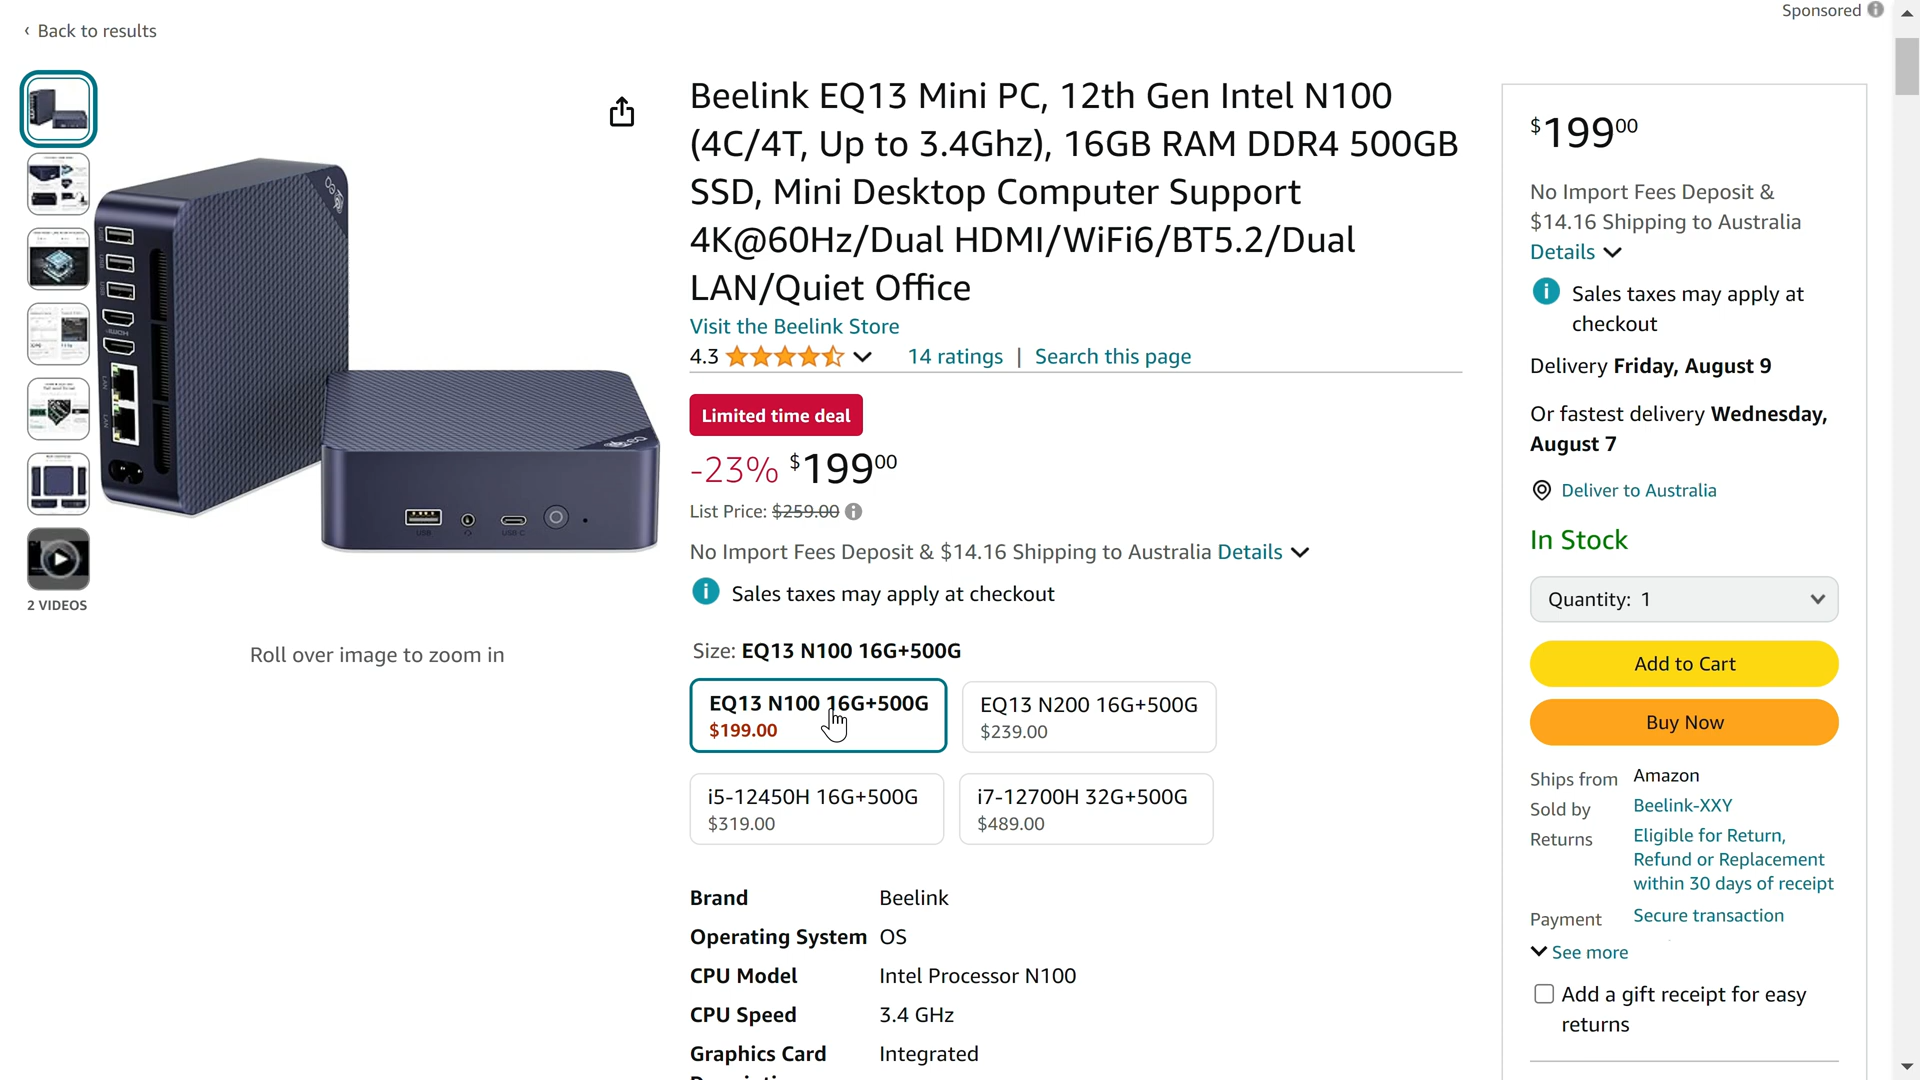 Sponsored
‹ Back to results
2 VIDEOS
Roll over image to zoom in
Beelink EQ13 Mini PC, 12th Gen Intel N100
(4C/4T, Up to 3.4Ghz), 16GB RAM DDR4 500GB
SSD, Mini Desktop Computer Support
4K@60Hz/Dual HDMI/WiFi6/BT5.2/Dual
LAN/Quiet Office
Visit the Beelink Store
4.3 14 ratings | Search this page
Limited time deal
-23% $19900
List Price: $259.00
No Import Fees Deposit & $14.16 Shipping to Australia Details
Sales taxes may apply at checkout
Size: EQ13 N100 16G+500G
EQ13 N100 16G+500G
$199.00
EQ13 N200 16G+500G
$239.00
i5-12450H 16G+500G
$319.00
i7-12700H 32G+500G
$489.00
Brand Beelink
Operating System OS
CPU Model Intel Processor N100
CPU Speed 3.4 GHz
Graphics Card Integrated
$19900
No Import Fees Deposit &
$14.16 Shipping to Australia
Details
Sales taxes may apply at
checkout
Delivery Friday, August 9
Or fastest delivery Wednesday,
August 7
Deliver to Australia
In Stock
Quantity: 1
Add to Cart
Buy Now
Ships from Amazon
Sold by Beelink-XXY
Returns Eligible for Return,
Refund or Replacement
within 30 days of receipt
Payment Secure transaction
See more
Add a gift receipt for easy
returns